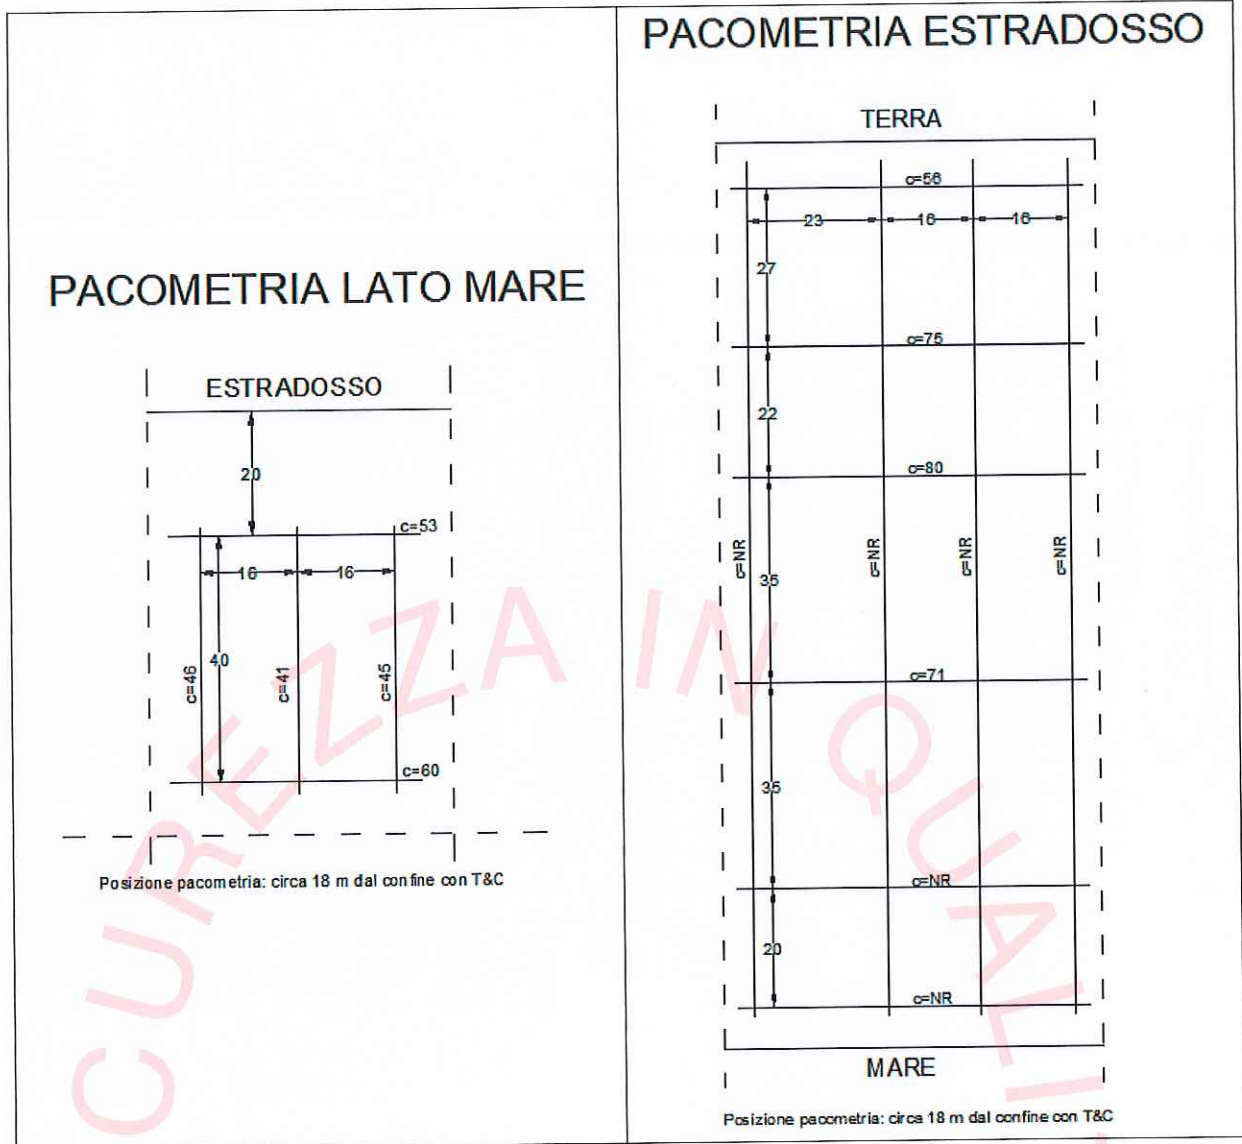 PACOMETRIA LATO MARE
ESTRADOSSO
20
c=53
16 16
40
c=46
c=41
c=45
c=60
Posizione pacometria: circa 18 m dal confine con T&C
PACOMETRIA ESTRADOSSO
TERRA
c=56
23 16 16
27
c=75
22
c=80
c=NR
c=NR
c=NR
c=NR
35
c=71
35
c=NR
20
c=NR
MARE
Posizione pacometria: circa 18 m dal confine con T&C
CUREZZA IN QUALI